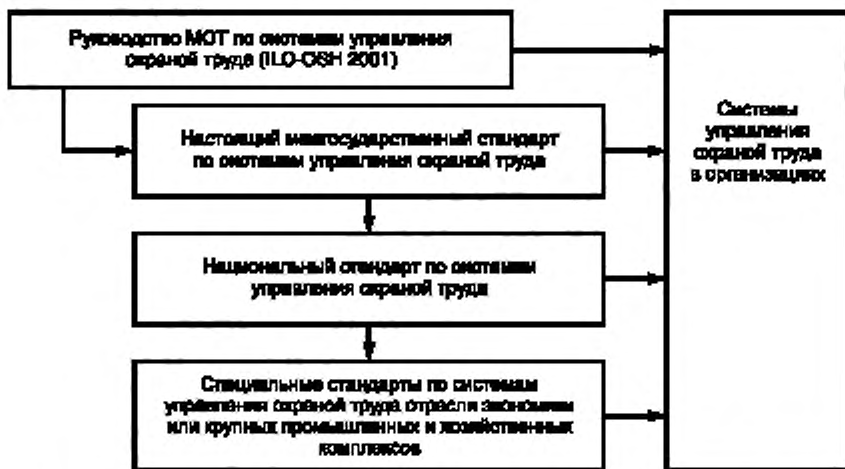 Руководство МОТ по системам управления
охраной труда (ILO-OSH 2001)
Настоящий межгосударственный стандарт
по системам управления охраной труда
Национальный стандарт по системам
управления охраной труда
Специальные стандарты по системам
управления охраной труда отрасли экономики
или крупных промышленных и хозяйственных
комплексов
Системы
управления
охраной труда
в организациях